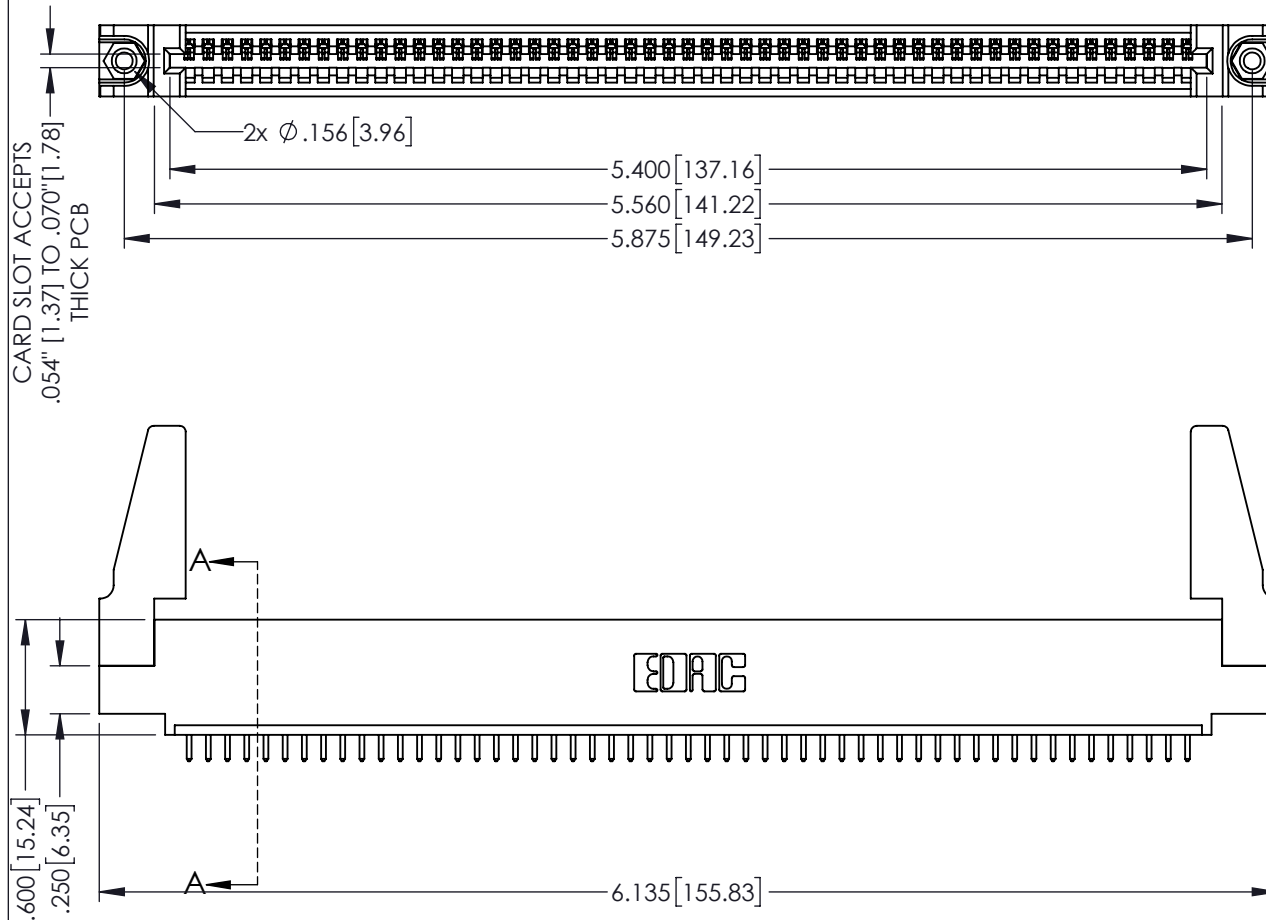 2x Ø.156[3.96]
5.400[137.16]
5.560[141.22]
5.875[149.23]
CARD SLOT ACCEPTS
.054" [1.37] TO .070"[1.78]
THICK PCB
A
EDAC
.600[15.24]
.250[6.35]
A
6.135[155.83]